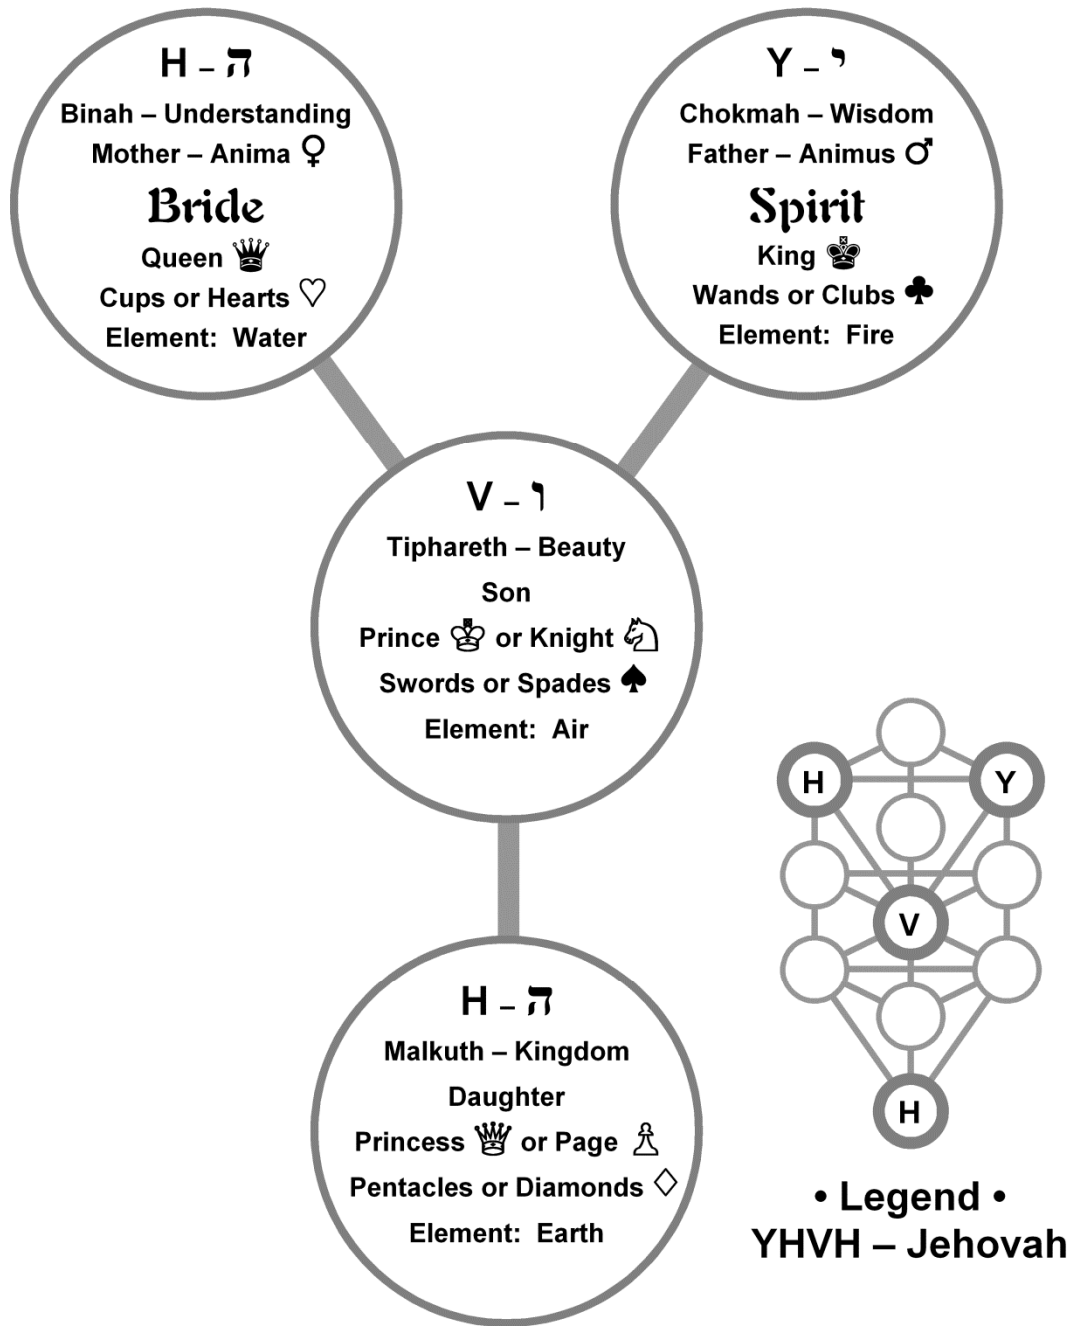 H – ה
Binah – Understanding
Mother – Anima ♀
Bride
Queen ♛
Cups or Hearts ♡
Element: Water
Y – י
Chokmah – Wisdom
Father – Animus ♂
Spirit
King ♚
Wands or Clubs ♣
Element: Fire
V – ו
Tiphareth – Beauty
Son
Prince ♔ or Knight ♘
Swords or Spades ♠
Element: Air
H – ה
Malkuth – Kingdom
Daughter
Princess ♕ or Page ♙
Pentacles or Diamonds ♢
Element: Earth
H
Y
V
H
• Legend •
YHVH – Jehovah